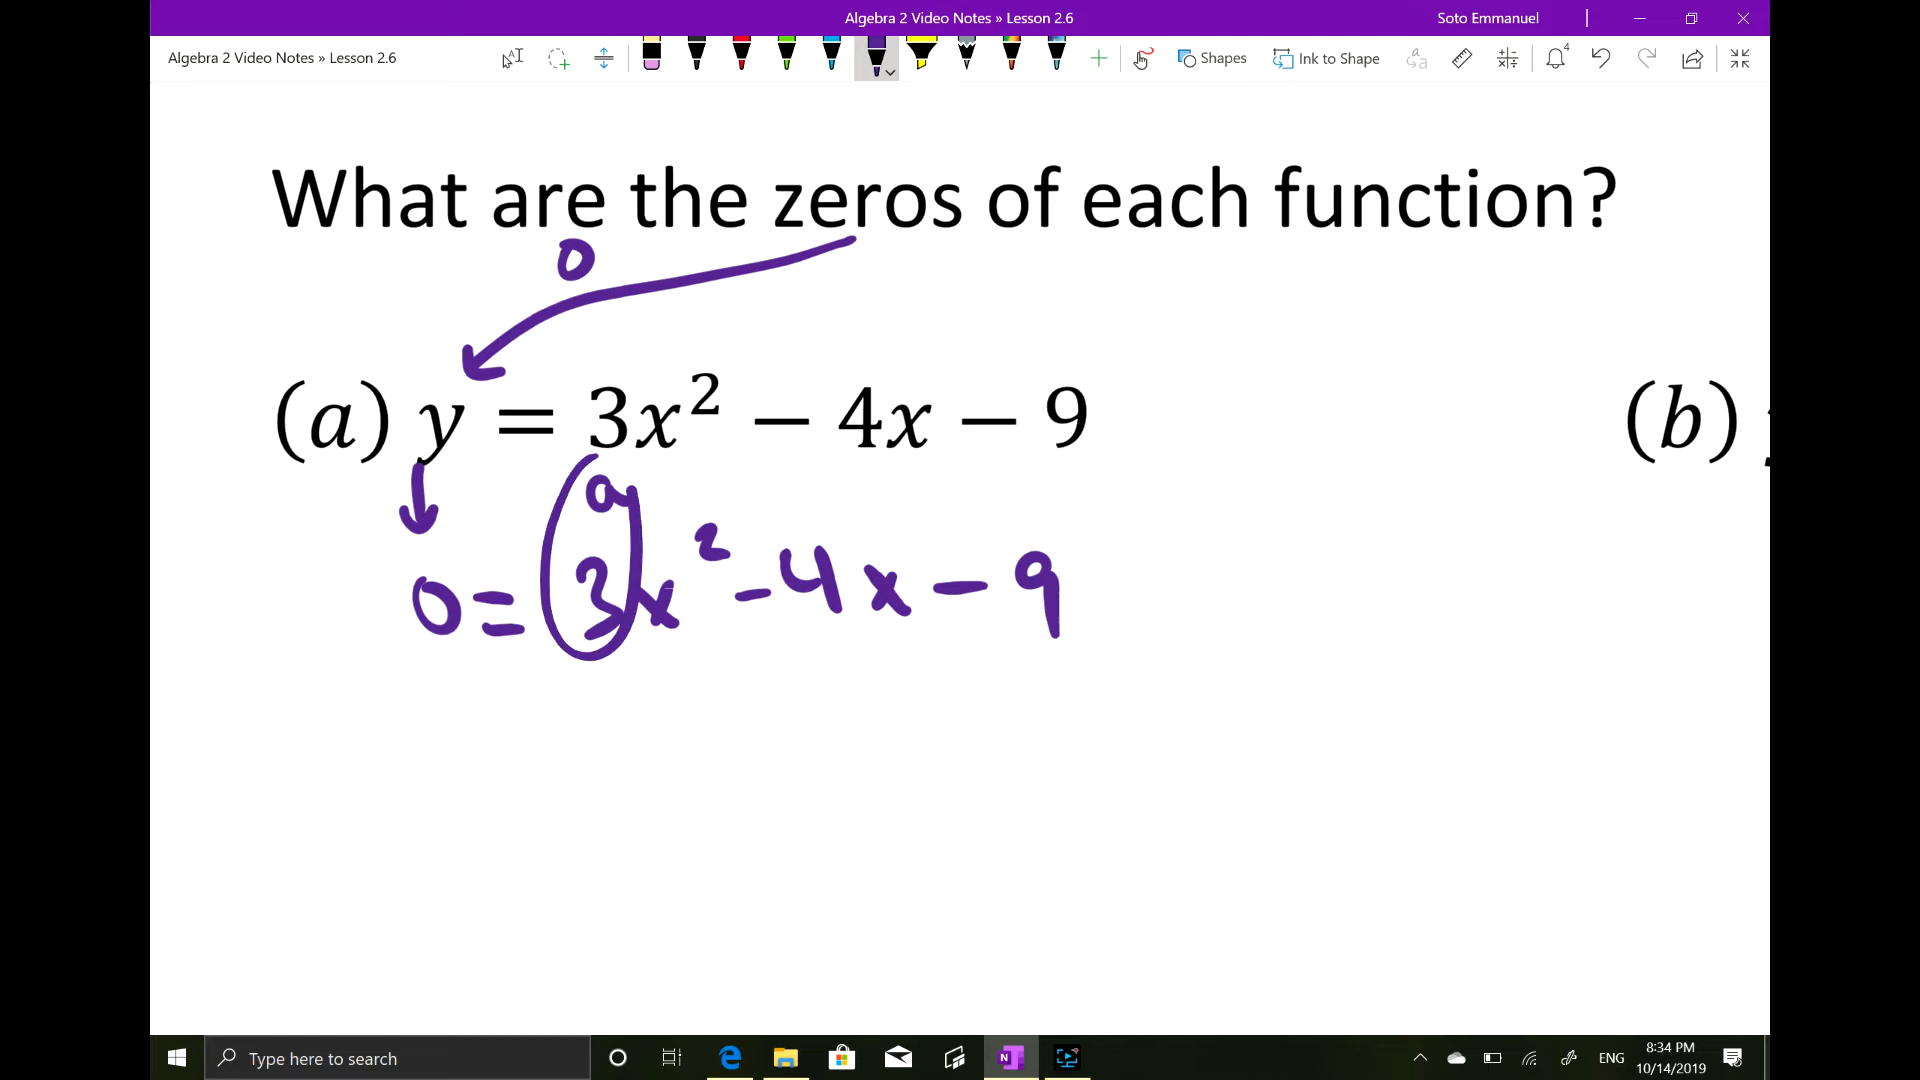 Algebra 2 Video Notes » Lesson 2.6
Soto Emmanuel
Algebra 2 Video Notes » Lesson 2.6
Shapes
Ink to Shape
4
What are the zeros of each function?
0
(a) y = 3x² − 4x − 9
(b)
a
0 = 3x² - 4x - 9
Type here to search
ENG
8:34 PM
10/14/2019